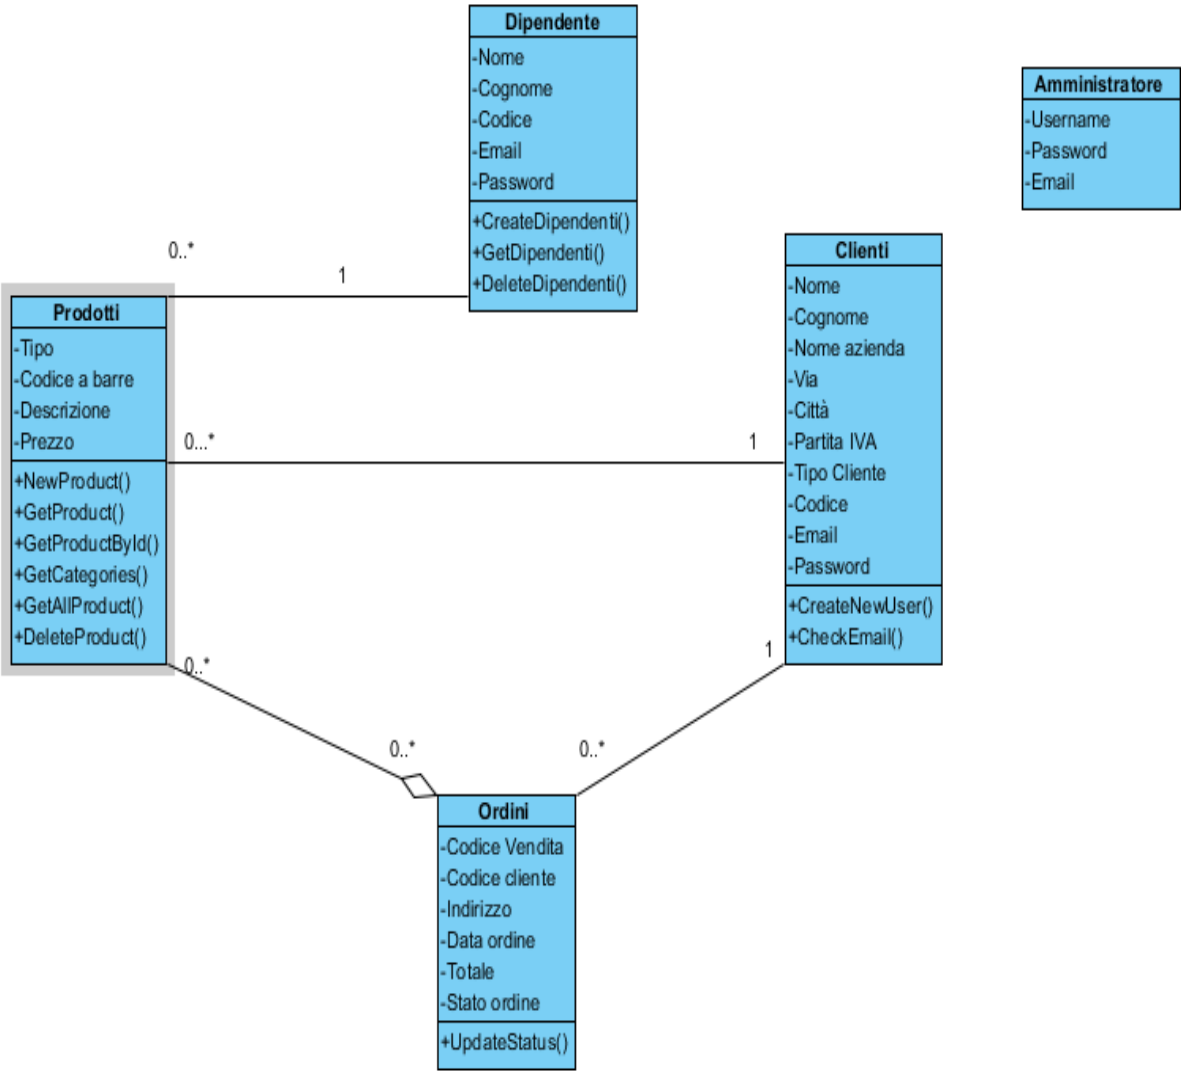 Dipendente
-Nome
-Cognome
-Codice
-Email
-Password
+CreateDipendenti()
+GetDipendenti()
+DeleteDipendenti()
Amministratore
-Username
-Password
-Email
0..*
1
Prodotti
-Tipo
-Codice a barre
-Descrizione
-Prezzo
+NewProduct()
+GetProduct()
+GetProductById()
+GetCategories()
+GetAllProduct()
+DeleteProduct()
0...*
1
Clienti
-Nome
-Cognome
-Nome azienda
-Via
-Città
-Partita IVA
-Tipo Cliente
-Codice
-Email
-Password
+CreateNewUser()
+CheckEmail()
0..*
1
0..*
0..*
Ordini
-Codice Vendita
-Codice cliente
-Indirizzo
-Data ordine
-Totale
-Stato ordine
+UpdateStatus()